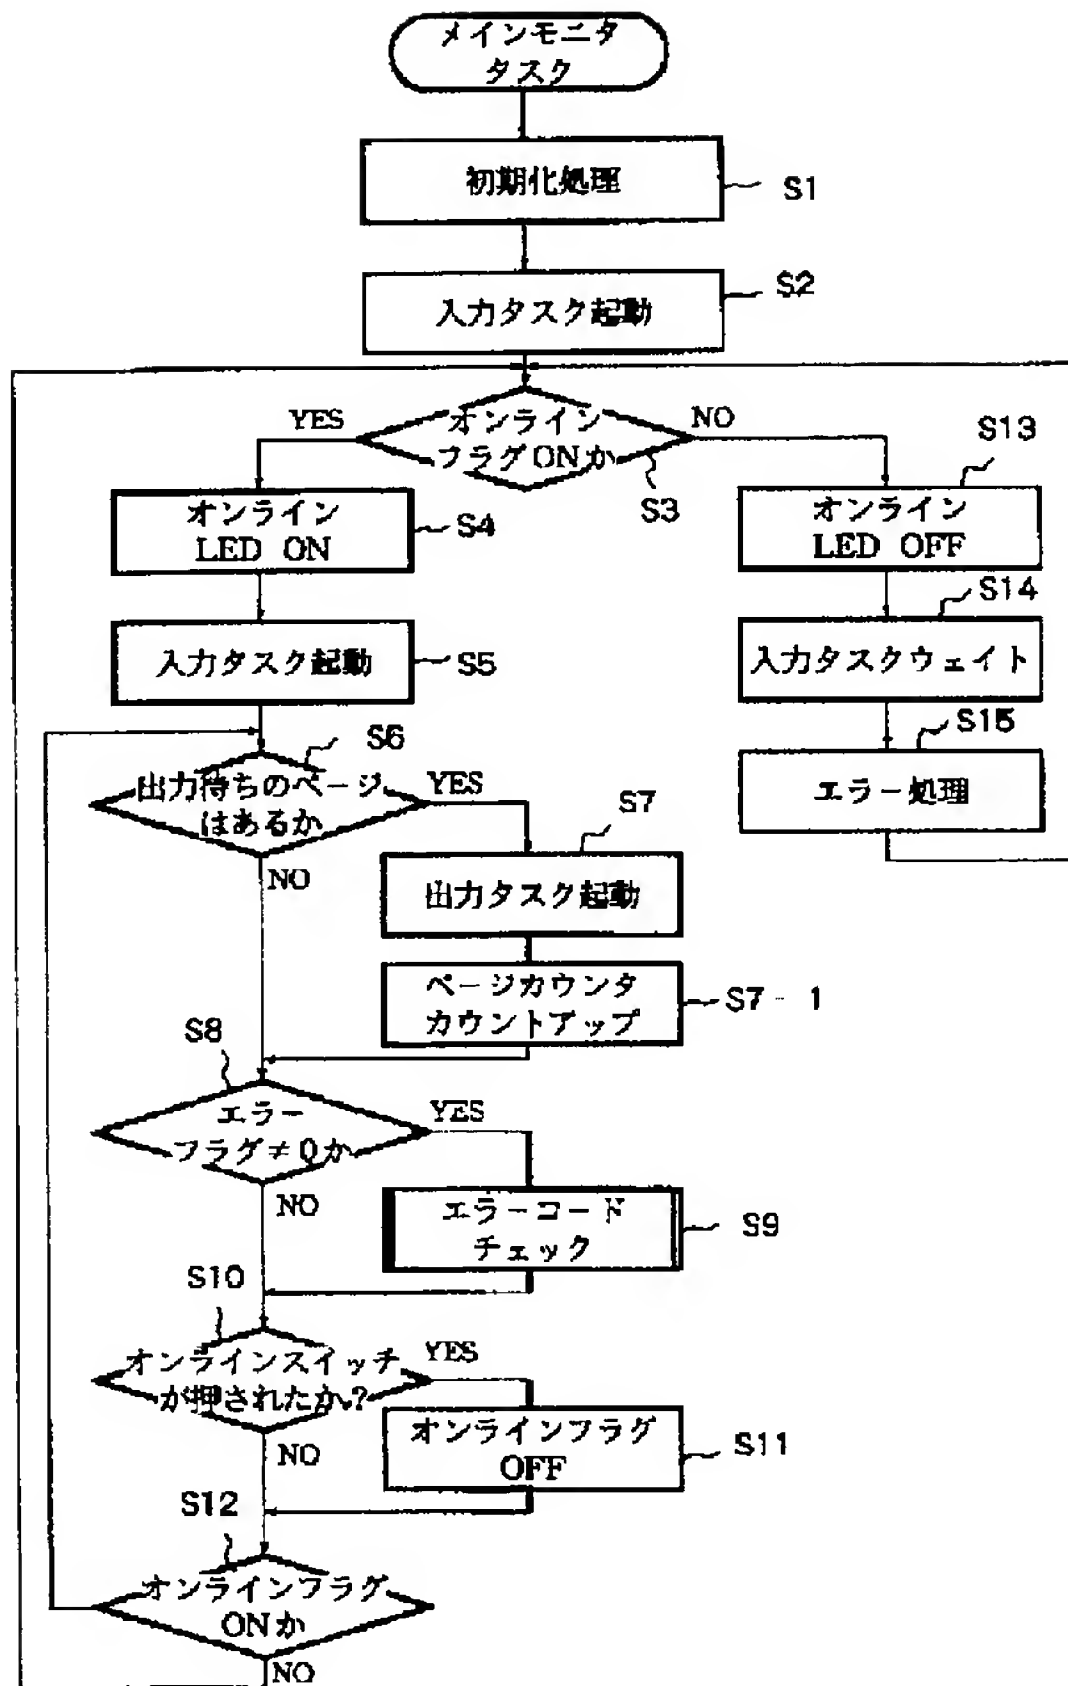 メインモニタ
タスク
初期化処理
S1
入力タスク起動
S2
オンライン
フラグONか
YES
NO
S3
オンライン
LED ON
S4
オンライン
LED OFF
S13
入力タスク起動
S5
入力タスクウェイト
S14
エラー処理
S15
出力待ちのページ
はあるか
S6
YES
NO
出力タスク起動
S7
ページカウンタ
カウントアップ
S7-1
エラー
フラグ≠0か
S8
YES
NO
エラーコード
チェック
S9
オンラインスイッチ
が押されたか?
S10
YES
NO
オンラインフラグ
OFF
S11
オンラインフラグ
ONか
S12
NO